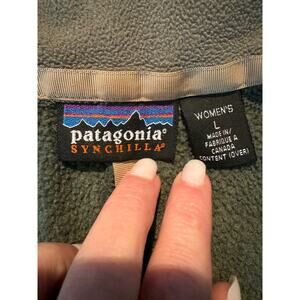 patagonia®
SYNCHILLA®
WOMEN'S
L
MADE IN/
FABRIQUE A
CANADA
CONTENT (OVER)